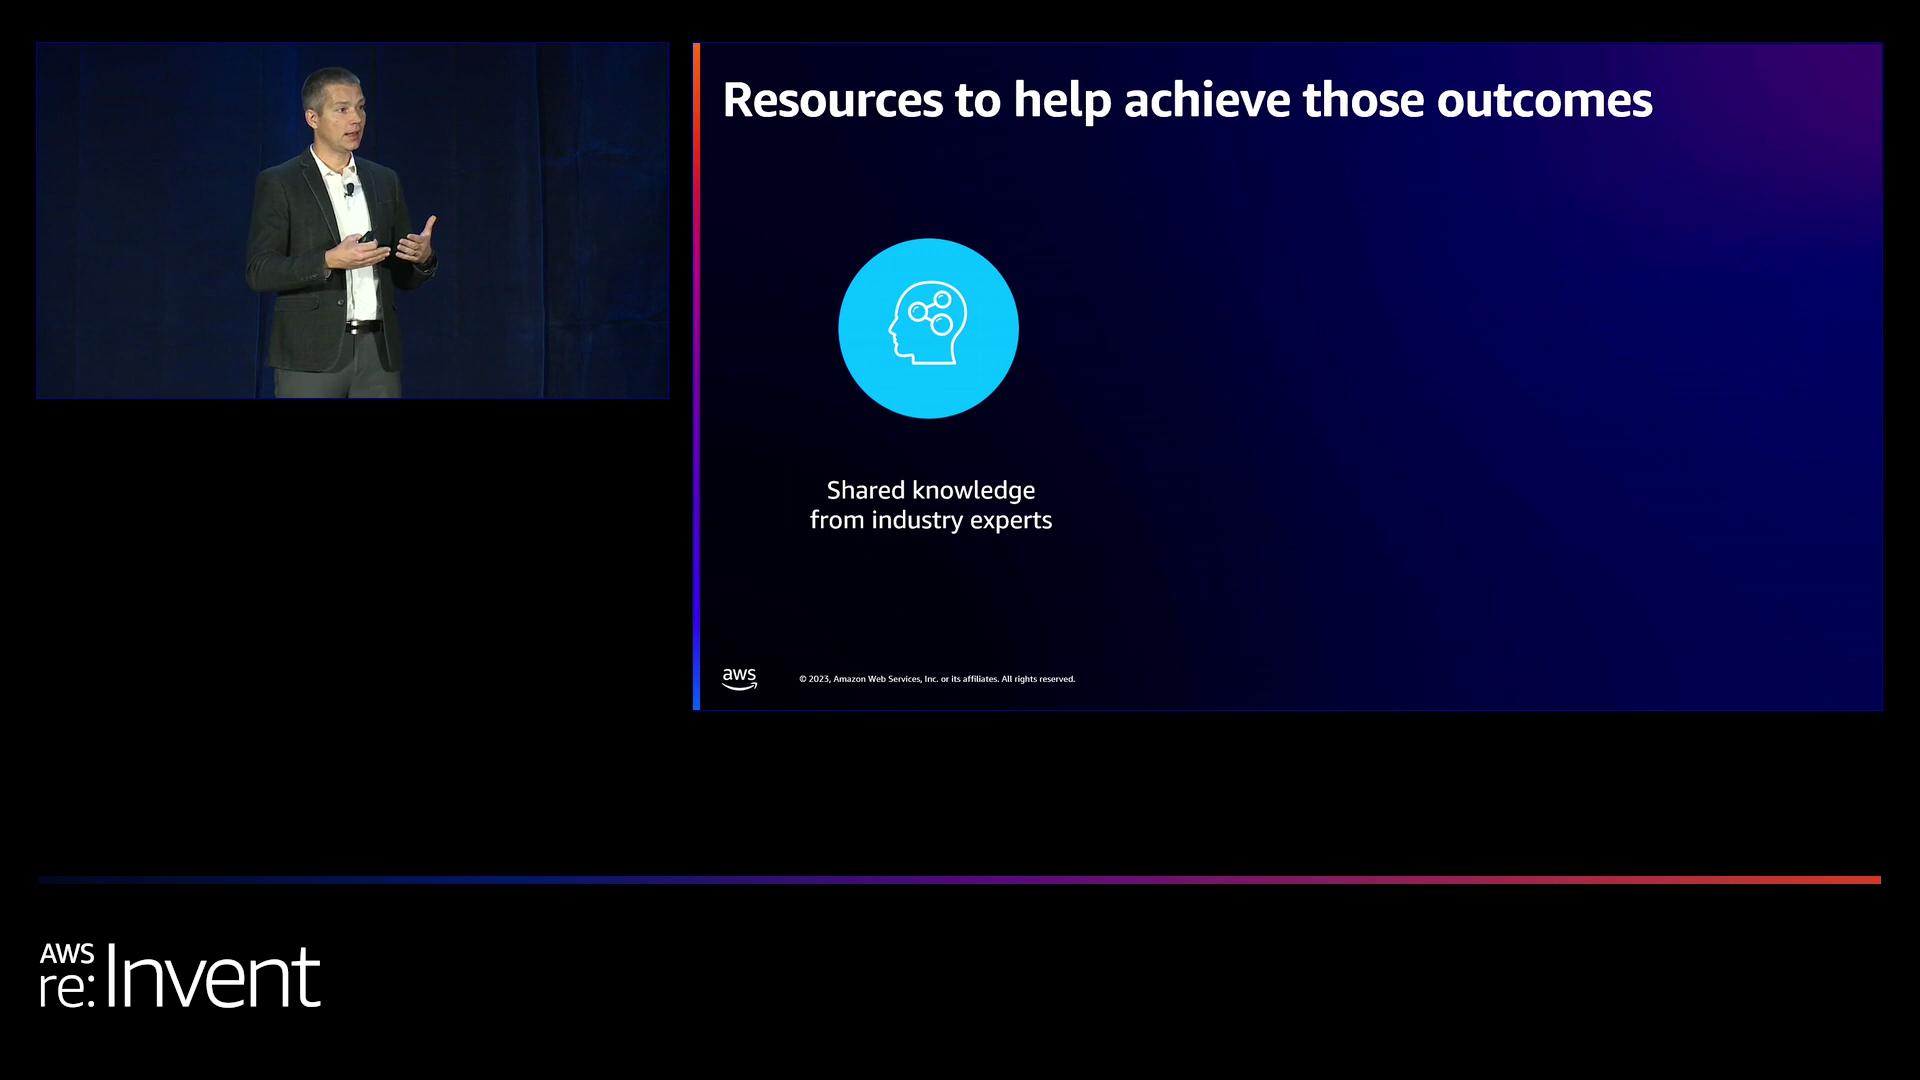 Resources to help achieve those outcomes
Shared knowledge
from industry experts
aws
© 2023, Amazon Web Services, Inc. or its affiliates. All rights reserved.
AWS
re:Invent